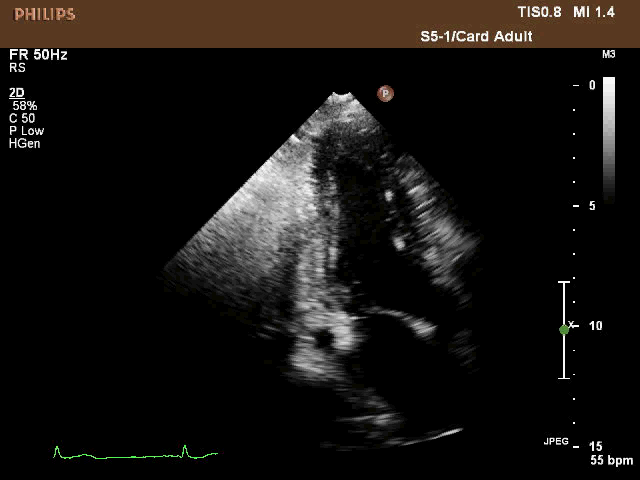 PHILIPS
TIS0.8 MI 1.4
S5-1/Card Adult
FR 50Hz
RS
M3
2D
58%
C 50
P Low
HGen
P
0
5
x
10
15
JPEG
55 bpm